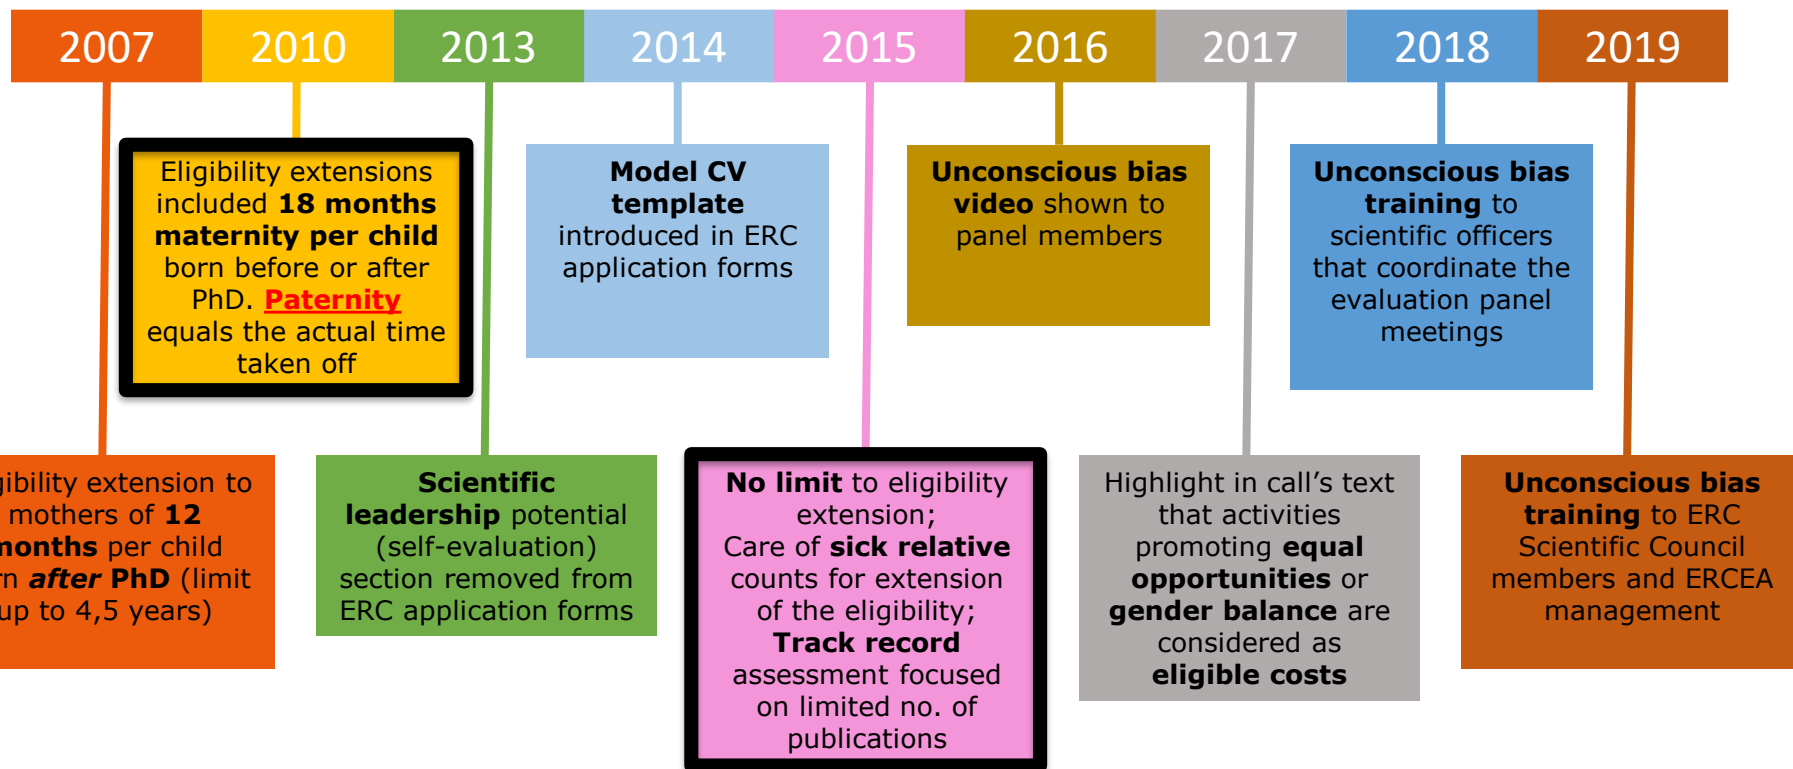 2007
2010
2013
2014
2015
2016
2017
2018
2019
Eligibility extensions
included 18 months
maternity per child
born before or after
PhD. Paternity
equals the actual time
taken off
Model CV
template
introduced in ERC
application forms
Unconscious bias
video shown to
panel members
Unconscious bias
training to
scientific officers
that coordinate the
evaluation panel
meetings
gibility extension to
mothers of 12
months per child
rn after PhD (limit
up to 4,5 years)
Scientific
leadership potential
(self-evaluation)
section removed from
ERC application forms
No limit to eligibility
extension;
Care of sick relative
counts for extension
of the eligibility;
Track record
assessment focused
on limited no. of
publications
Highlight in call’s text
that activities
promoting equal
opportunities or
gender balance are
considered as
eligible costs
Unconscious bias
training to ERC
Scientific Council
members and ERCEA
management